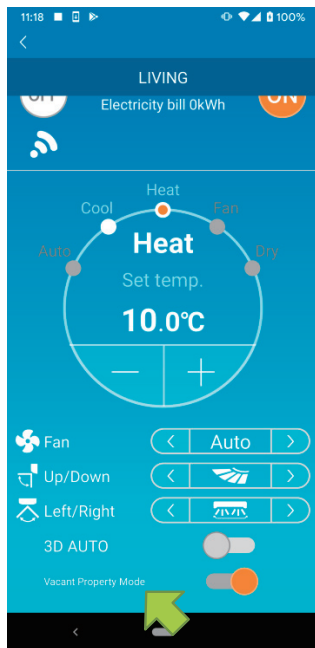 11:18
100%
LIVING
OFF
Electricity bill 0kWh
ON
Heat
Cool
Fan
Auto
Heat
Dry
Set temp.
10.0°C
Fan
Auto
Up/Down
Left/Right
3D AUTO
Vacant Property Mode